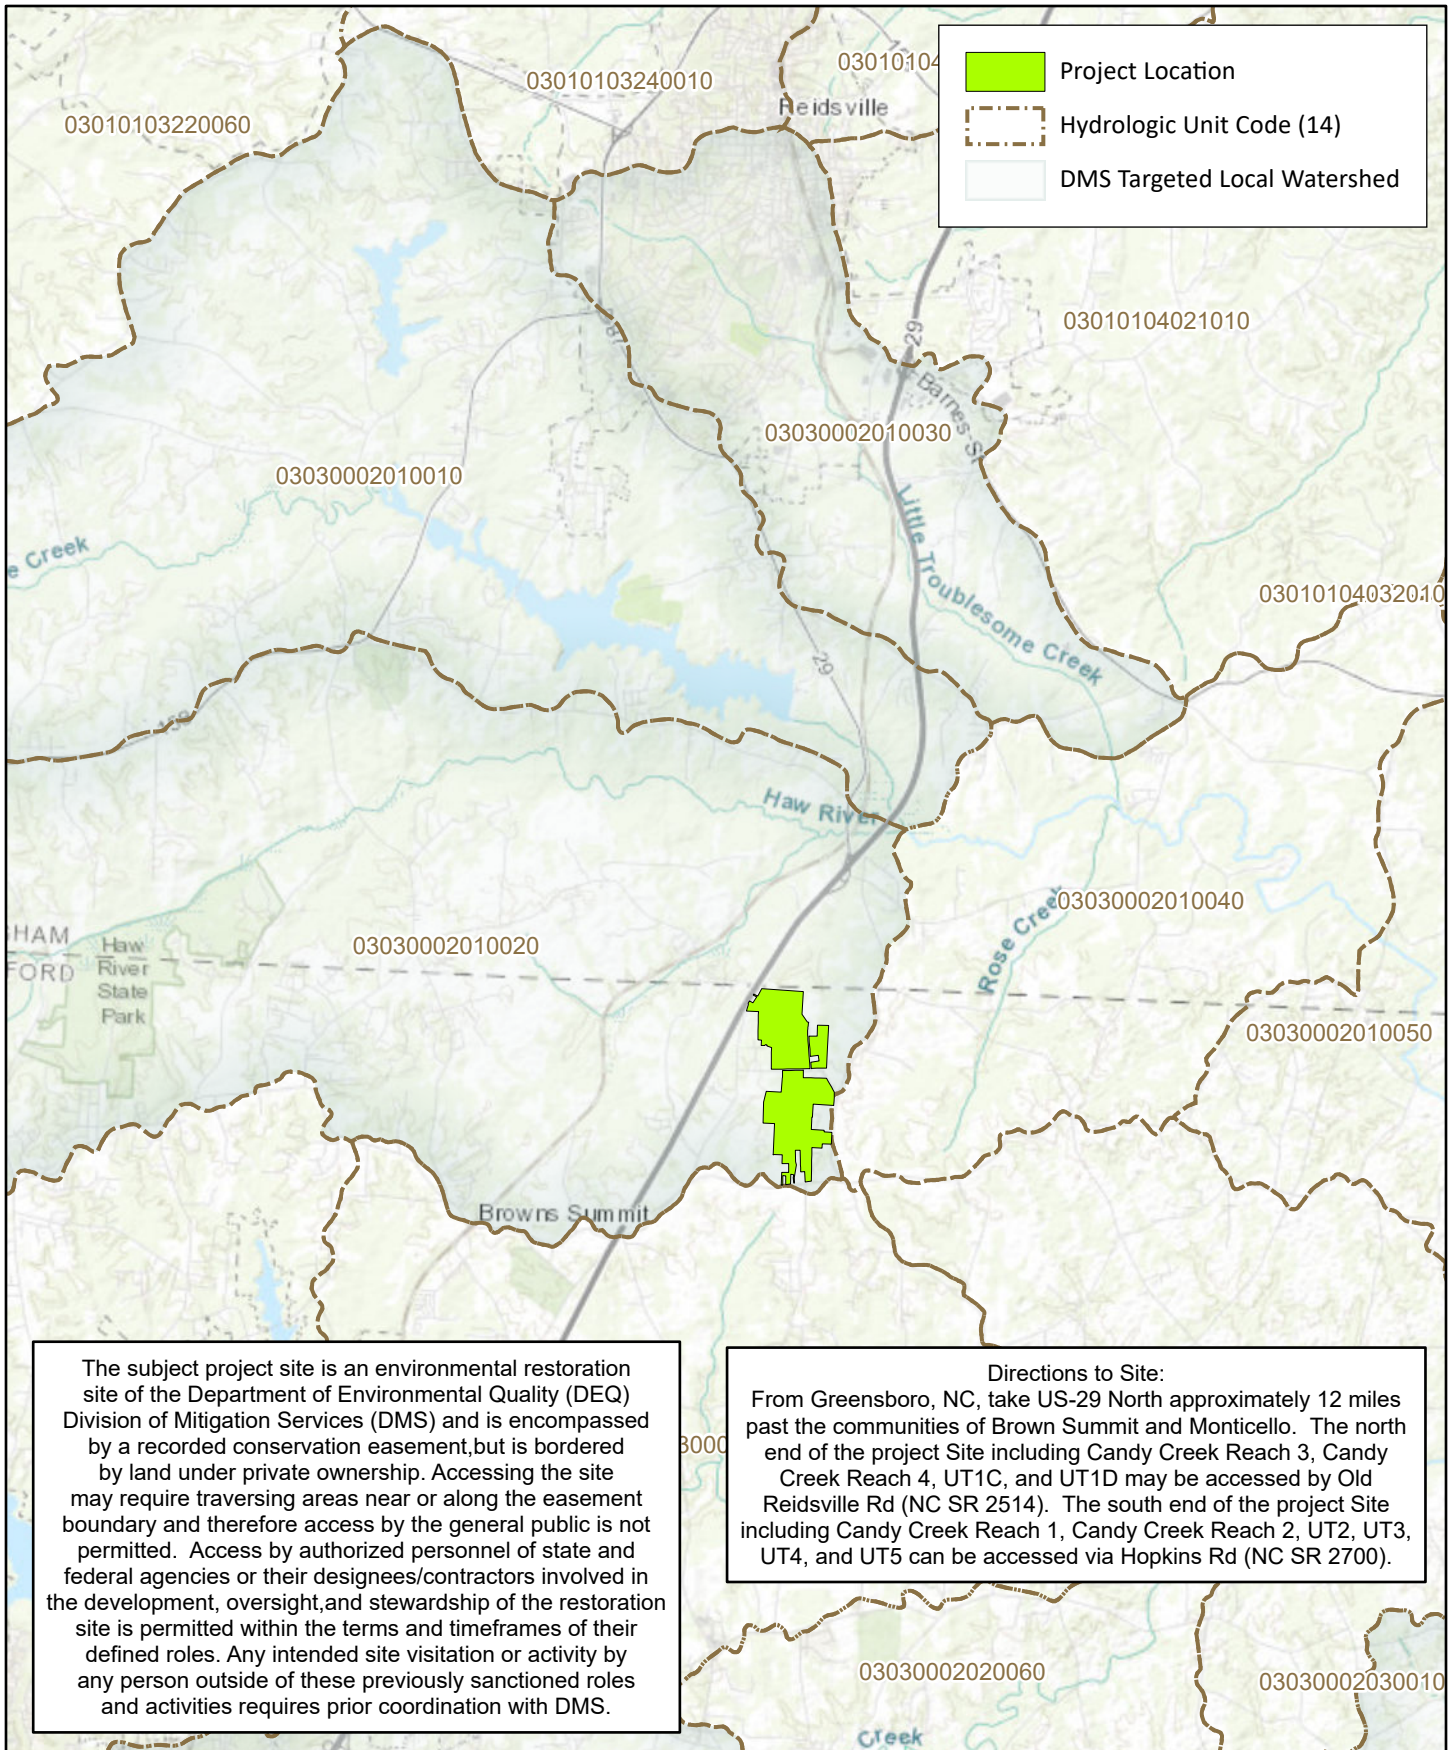 Project Location
Hydrologic Unit Code (14)
DMS Targeted Local Watershed
03010103240010
03010104
03010103220060
Reidsville
03010104021010
29
87
Barnes St
03030002010030
03030002010010
Little Troublesome Creek
e Creek
03010104032010
29
158
Haw River
03030002010040
Rose Creek
GHAM
FORD
Haw
River
State
Park
03030002010020
03030002010050
Browns Summit
The subject project site is an environmental restoration
site of the Department of Environmental Quality (DEQ)
Division of Mitigation Services (DMS) and is encompassed
by a recorded conservation easement,but is bordered
by land under private ownership. Accessing the site
may require traversing areas near or along the easement
boundary and therefore access by the general public is not
permitted.  Access by authorized personnel of state and
federal agencies or their designees/contractors involved in
the development, oversight,and stewardship of the restoration
site is permitted within the terms and timeframes of their
defined roles. Any intended site visitation or activity by
any person outside of these previously sanctioned roles
and activities requires prior coordination with DMS.
3000
Directions to Site:
From Greensboro, NC, take US-29 North approximately 12 miles
past the communities of Brown Summit and Monticello.  The north
end of the project Site including Candy Creek Reach 3, Candy
Creek Reach 4, UT1C, and UT1D may be accessed by Old
Reidsville Rd (NC SR 2514).  The south end of the project Site
including Candy Creek Reach 1, Candy Creek Reach 2, UT2, UT3,
UT4, and UT5 can be accessed via Hopkins Rd (NC SR 2700).
03030002020060
03030002030010
Creek